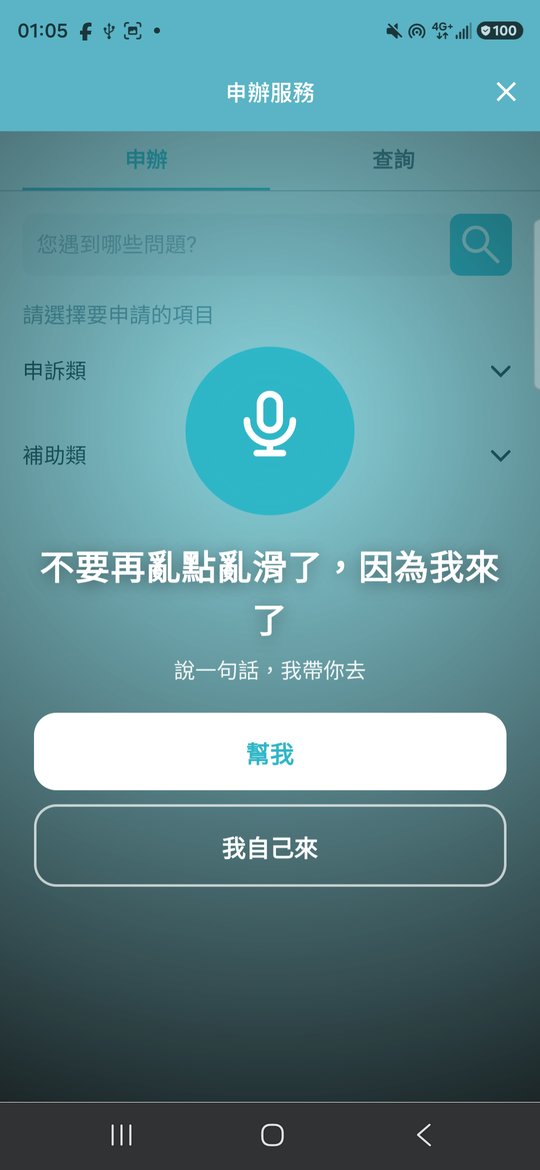 01:05
4G+
100
申辦服務
申辦
查詢
您遇到哪些問題?
請選擇要申請的項目
申訴類
補助類
不要再亂點亂滑了，因為我來
了
說一句話，我帶你去
幫我
我自己來